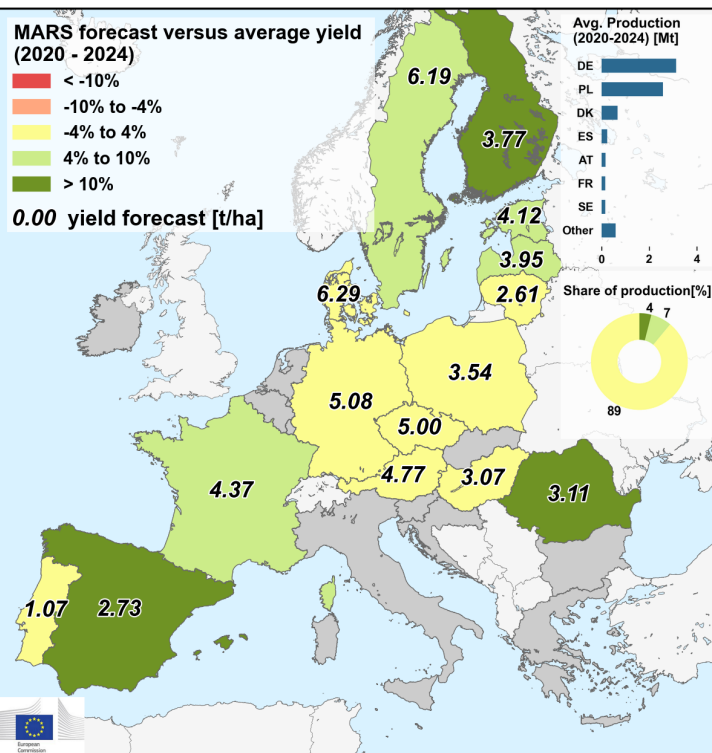 MARS forecast versus average yield
(2020 - 2024)
< -10%
-10% to -4%
-4% to 4%
4% to 10%
> 10%
0.00 yield forecast [t/ha]
Avg. Production
(2020-2024) [Mt]
DE
PL
DK
ES
AT
FR
SE
Other
0 2 4
Share of production[%]
4 7
89
6.19
3.77
4.12
3.95
2.61
6.29
3.54
5.08
5.00
4.77
3.07
4.37
3.11
1.07
2.73
European
Commission